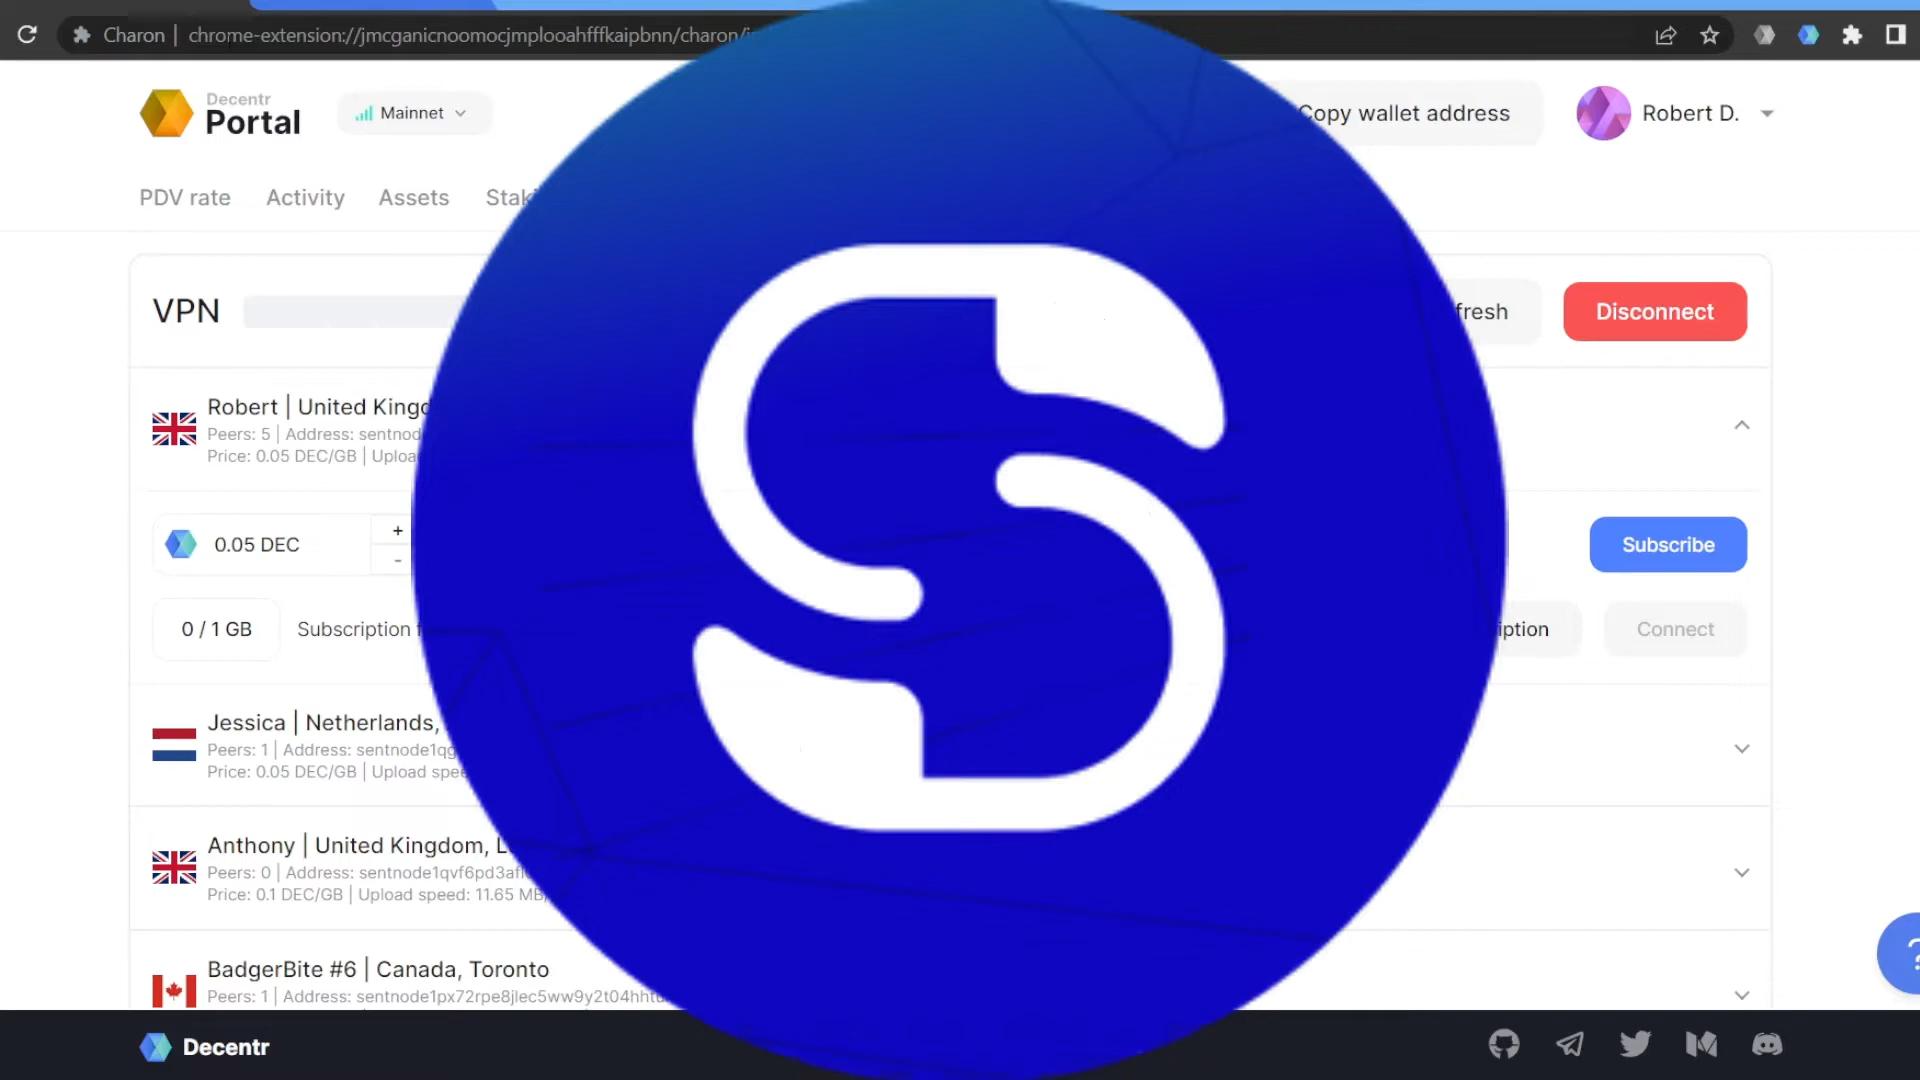 Charon | chrome-extension://jmcganicnoomocjmplooahfffkaipbnn/charon/
Decentr
Portal
Mainnet
Copy wallet address
Robert D.
PDV rate
Activity
Assets
Stak
VPN
fresh
Disconnect
Robert | United Kingd
Peers: 5 | Address: sentnod
Price: 0.05 DEC/GB | Uploa
0.05 DEC
+
-
Subscribe
0 / 1 GB
Subscription
iption
Connect
Jessica | Netherlands,
Peers: 1 | Address: sentnode1qg
Price: 0.05 DEC/GB | Upload spee
Anthony | United Kingdom, L
Peers: 0 | Address: sentnode1qvf6pd3afl
Price: 0.1 DEC/GB | Upload speed: 11.65 MB/
BadgerBite #6 | Canada, Toronto
Peers: 1 | Address: sentnode1px72rpe8jlec5ww9y2t04hht
?
Decentr